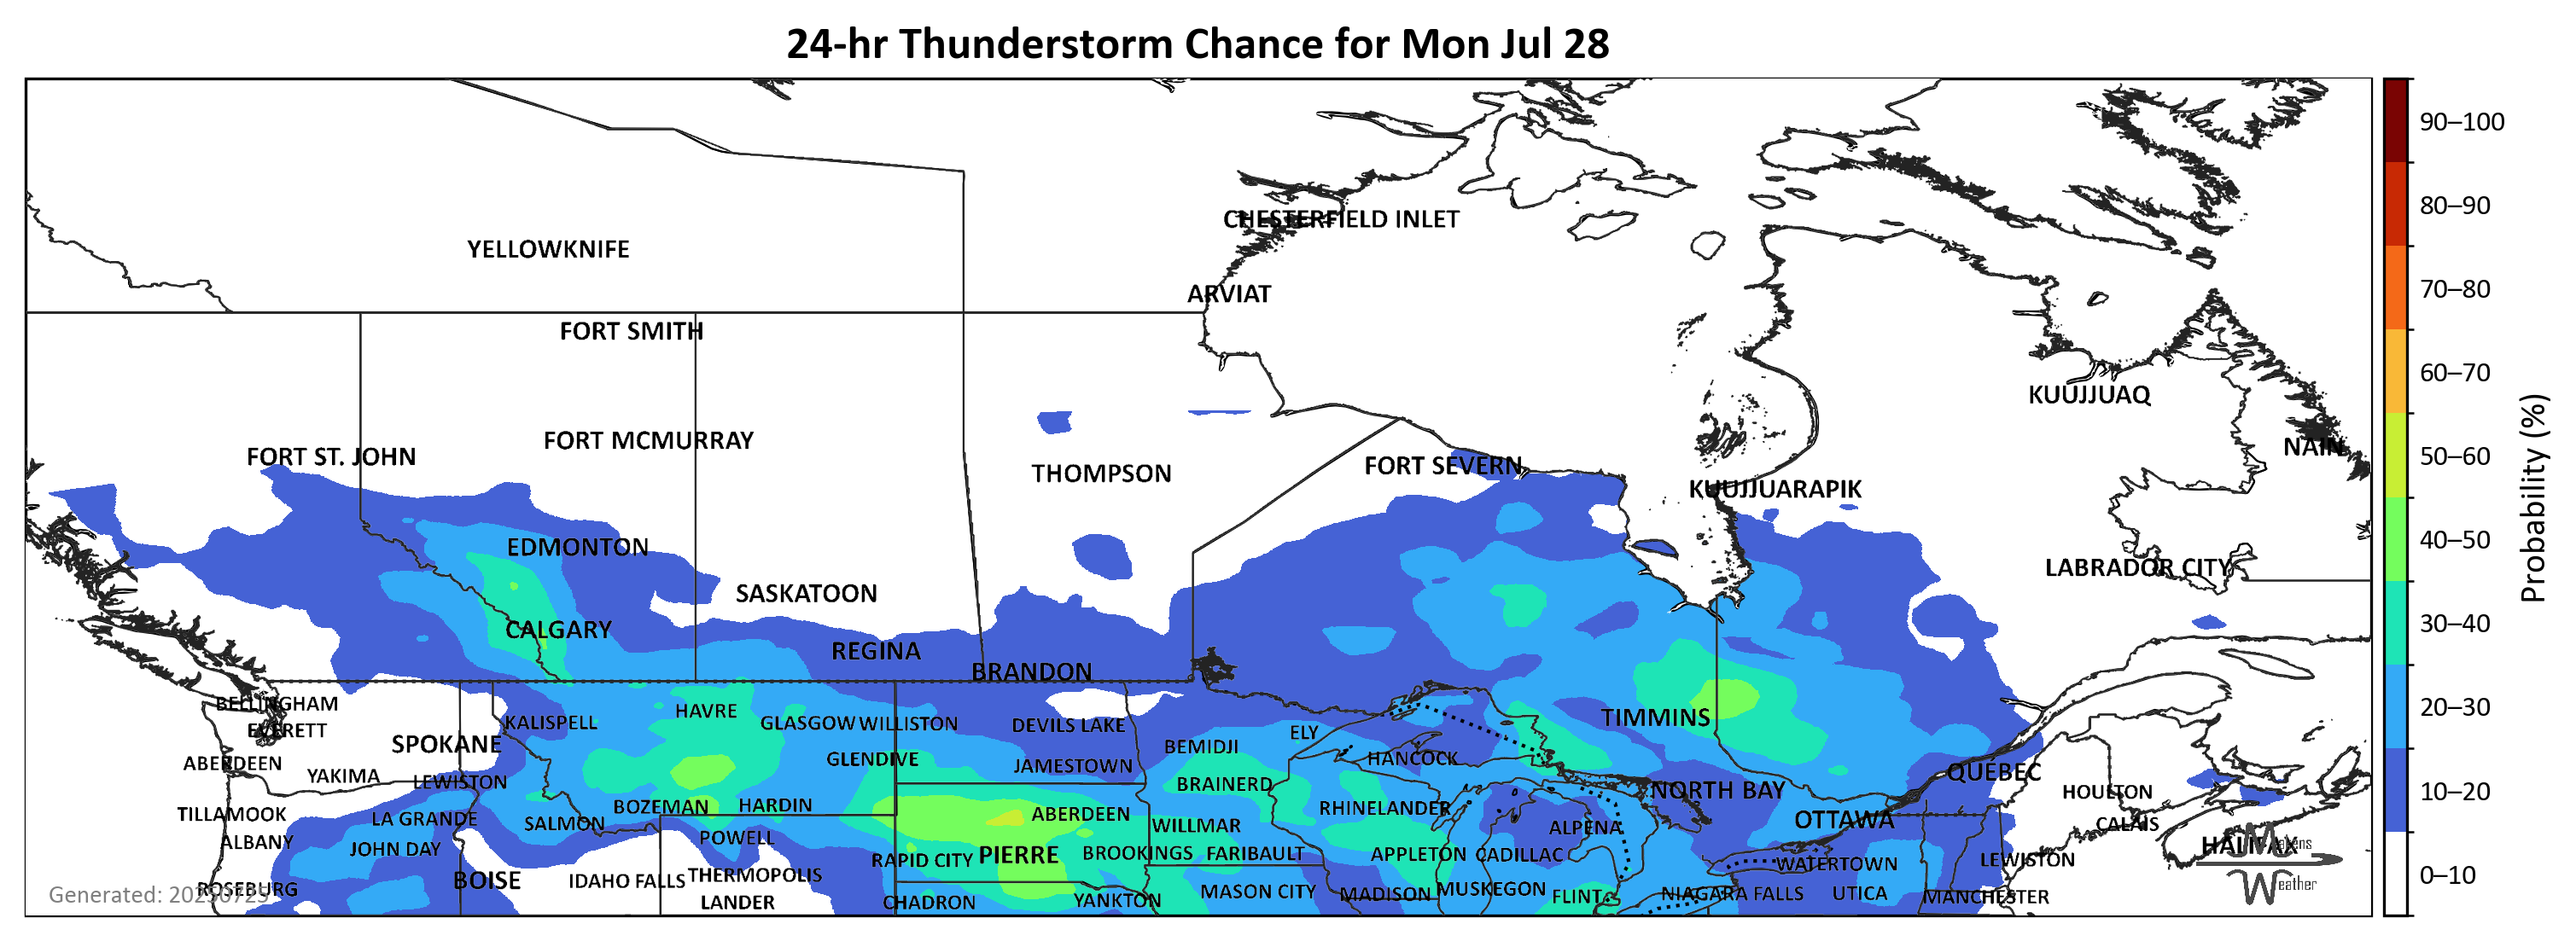 24-hr Thunderstorm Chance for Mon Jul 28
90–100
80–90
CHESTERFIELD INLET
YELLOWKNIFE
70–80
ARVIAT
FORT SMITH
60–70
KUUJJUAQ
Probability (%)
FORT MCMURRAY
NAIN
50–60
FORT ST. JOHN
THOMPSON
FORT SEVERN
KUUJJUARAPIK
EDMONTON
40–50
LABRADOR CITY
SASKATOON
CALGARY
30–40
REGINA
BRANDON
BELLINGHAM
KALISPELL
HAVRE
GLASGOW
WILLISTON
DEVILS LAKE
TIMMINS
20–30
EVERETT
ELY
SPOKANE
BEMIDJI
ABERDEEN
GLENDIVE
JAMESTOWN
HANCOCK
YAKIMA
LEWISTON
BRAINERD
QUÉBEC
NORTH BAY
HOULTON
10–20
TILLAMOOK
LA GRANDE
SALMON
BOZEMAN
HARDIN
ABERDEEN
WILLMAR
RHINELANDER
ALPENA
OTTAWA
CALAIS
ALBANY
JOHN DAY
POWELL
RAPID CITY
PIERRE
BROOKINGS
FARIBAULT
APPLETON
CADILLAC
WATERTOWN
LEWISTON
HALIFAX
Makens
Weather
ROSEBURG
BOISE
IDAHO FALLS
THERMOPOLIS
0–10
Generated: 20250725
LANDER
CHADRON
YANKTON
MASON CITY
MADISON
MUSKEGON
FLINT
NIAGARA FALLS
UTICA
MANCHESTER